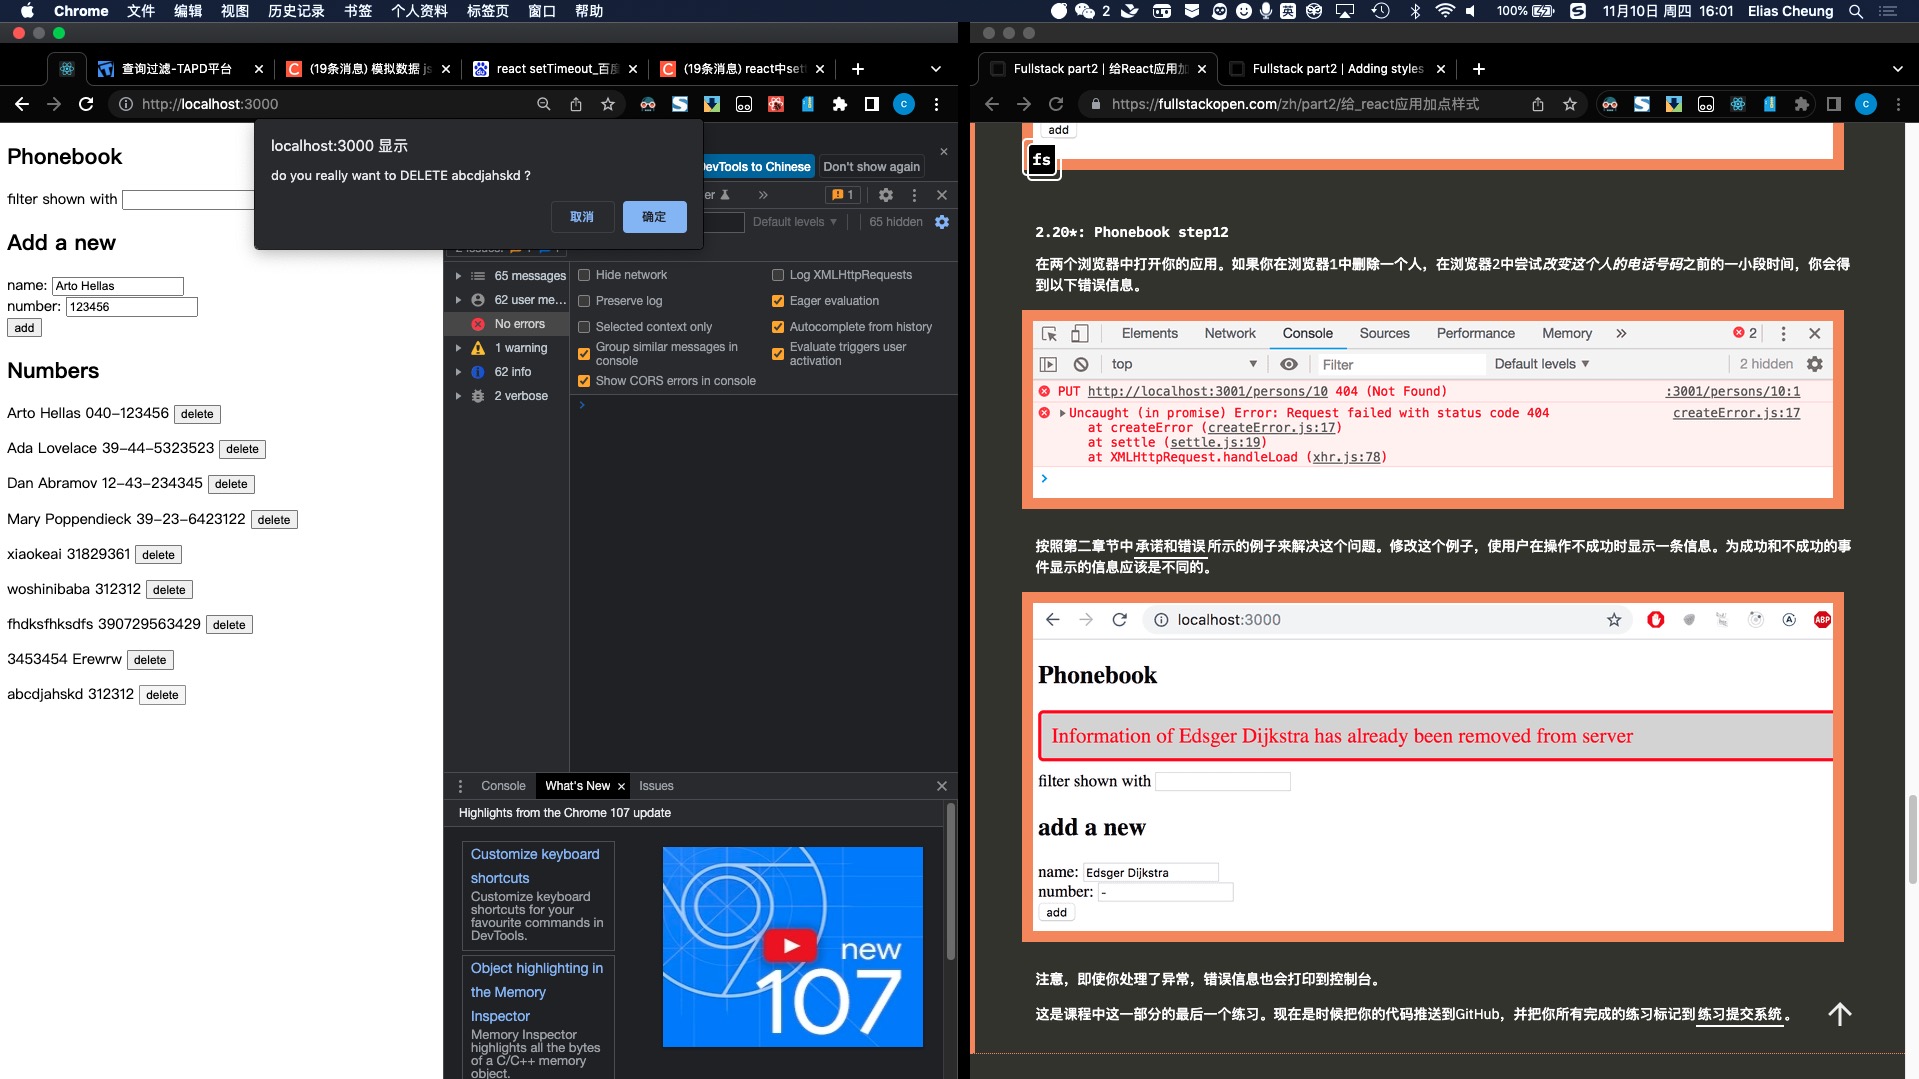 Chrome 文件 编辑 视图 历史记录 书签 个人资料 标签页 窗口 帮助
2 英 100% 11月10日 周四 16:01 Elias Cheung
查询过滤-TAPD平台
(19条消息) 模拟数据 js
react setTimeout_百度
(19条消息) react中set
http://localhost:3000
c
localhost:3000 显示
do you really want to DELETE abcdjahskd ?
取消 确定
Phonebook
filter shown with
Add a new
name: Arto Hellas
number: 123456
add
Numbers
Arto Hellas 040-123456 delete
Ada Lovelace 39-44-5323523 delete
Dan Abramov 12-43-234345 delete
Mary Poppendieck 39-23-6423122 delete
xiaokeai 31829361 delete
woshinibaba 312312 delete
fhdksfhksdfs 390729563429 delete
3453454 Erewrw delete
abcdjahskd 312312 delete
DevTools to Chinese Don't show again
1
Default levels 65 hidden
65 messages
62 user me...
No errors
1 warning
62 info
2 verbose
Hide network
Log XMLHttpRequests
Preserve log
Eager evaluation
Selected context only
Autocomplete from history
Group similar messages in console
Evaluate triggers user activation
Show CORS errors in console
Console What's New Issues
Highlights from the Chrome 107 update
Customize keyboard shortcuts
Customize keyboard shortcuts for your favourite commands in DevTools.
Object highlighting in the Memory Inspector
Memory Inspector highlights all the bytes of a C/C++ memory object.
new
107
Fullstack part2 | 给React应用加
Fullstack part2 | Adding styles
https://fullstackopen.com/zh/part2/给_react应用加点样式
c
add
fs
2.20*: Phonebook step12
在两个浏览器中打开你的应用。如果你在浏览器1中删除一个人，在浏览器2中尝试改变这个人的电话号码之前的一小段时间，你会得
到以下错误信息。
Elements Network Console Sources Performance Memory 2
top Filter Default levels 2 hidden
PUT http://localhost:3001/persons/10 404 (Not Found) :3001/persons/10:1
Uncaught (in promise) Error: Request failed with status code 404 createError.js:17
at createError (createError.js:17)
at settle (settle.js:19)
at XMLHttpRequest.handleLoad (xhr.js:78)
按照第二章节中承诺和错误所示的例子来解决这个问题。修改这个例子，使用户在操作不成功时显示一条信息。为成功和不成功的事
件显示的信息应该是不同的。
localhost:3000
ABP
Phonebook
Information of Edsger Dijkstra has already been removed from server
filter shown with
add a new
name: Edsger Dijkstra
number: -
add
注意，即使你处理了异常，错误信息也会打印到控制台。
这是课程中这一部分的最后一个练习。现在是时候把你的代码推送到GitHub，并把你所有完成的练习标记到练习提交系统。